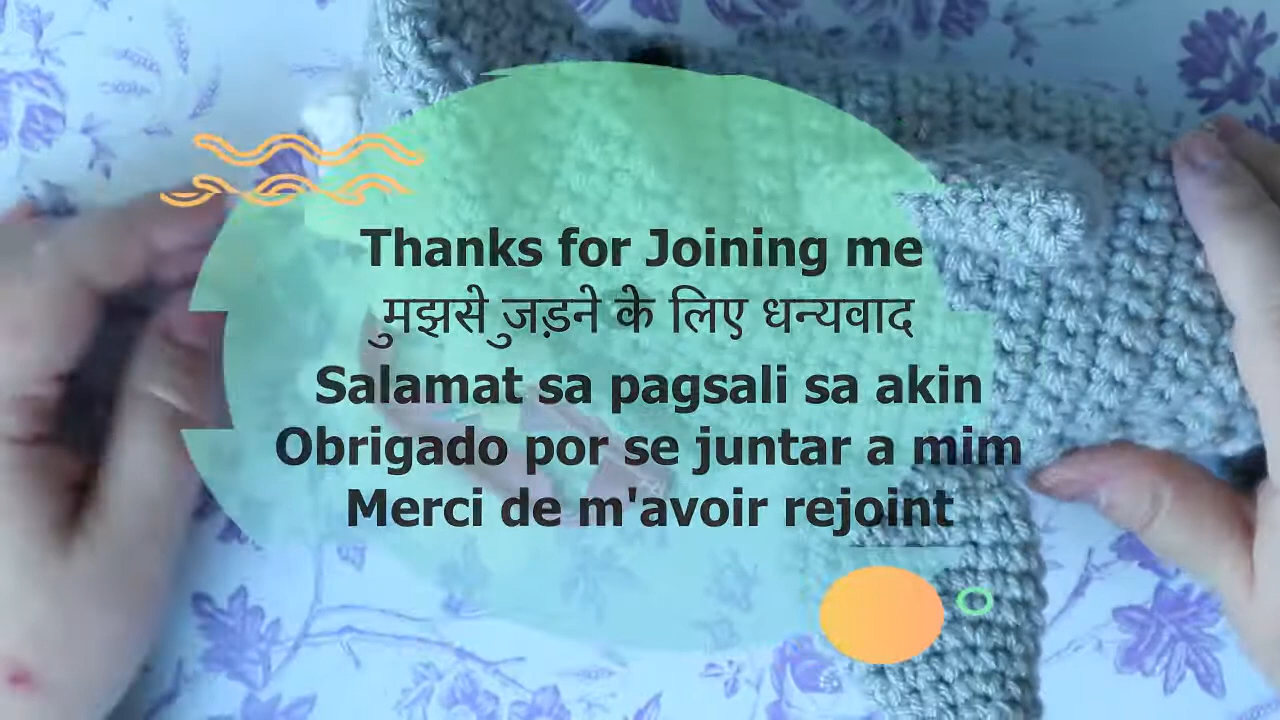 Thanks for Joining me
मुझसे जुड़ने के लिए धन्यवाद
Salamat sa pagsali sa akin
Obrigado por se juntar a mim
Merci de m'avoir rejoint